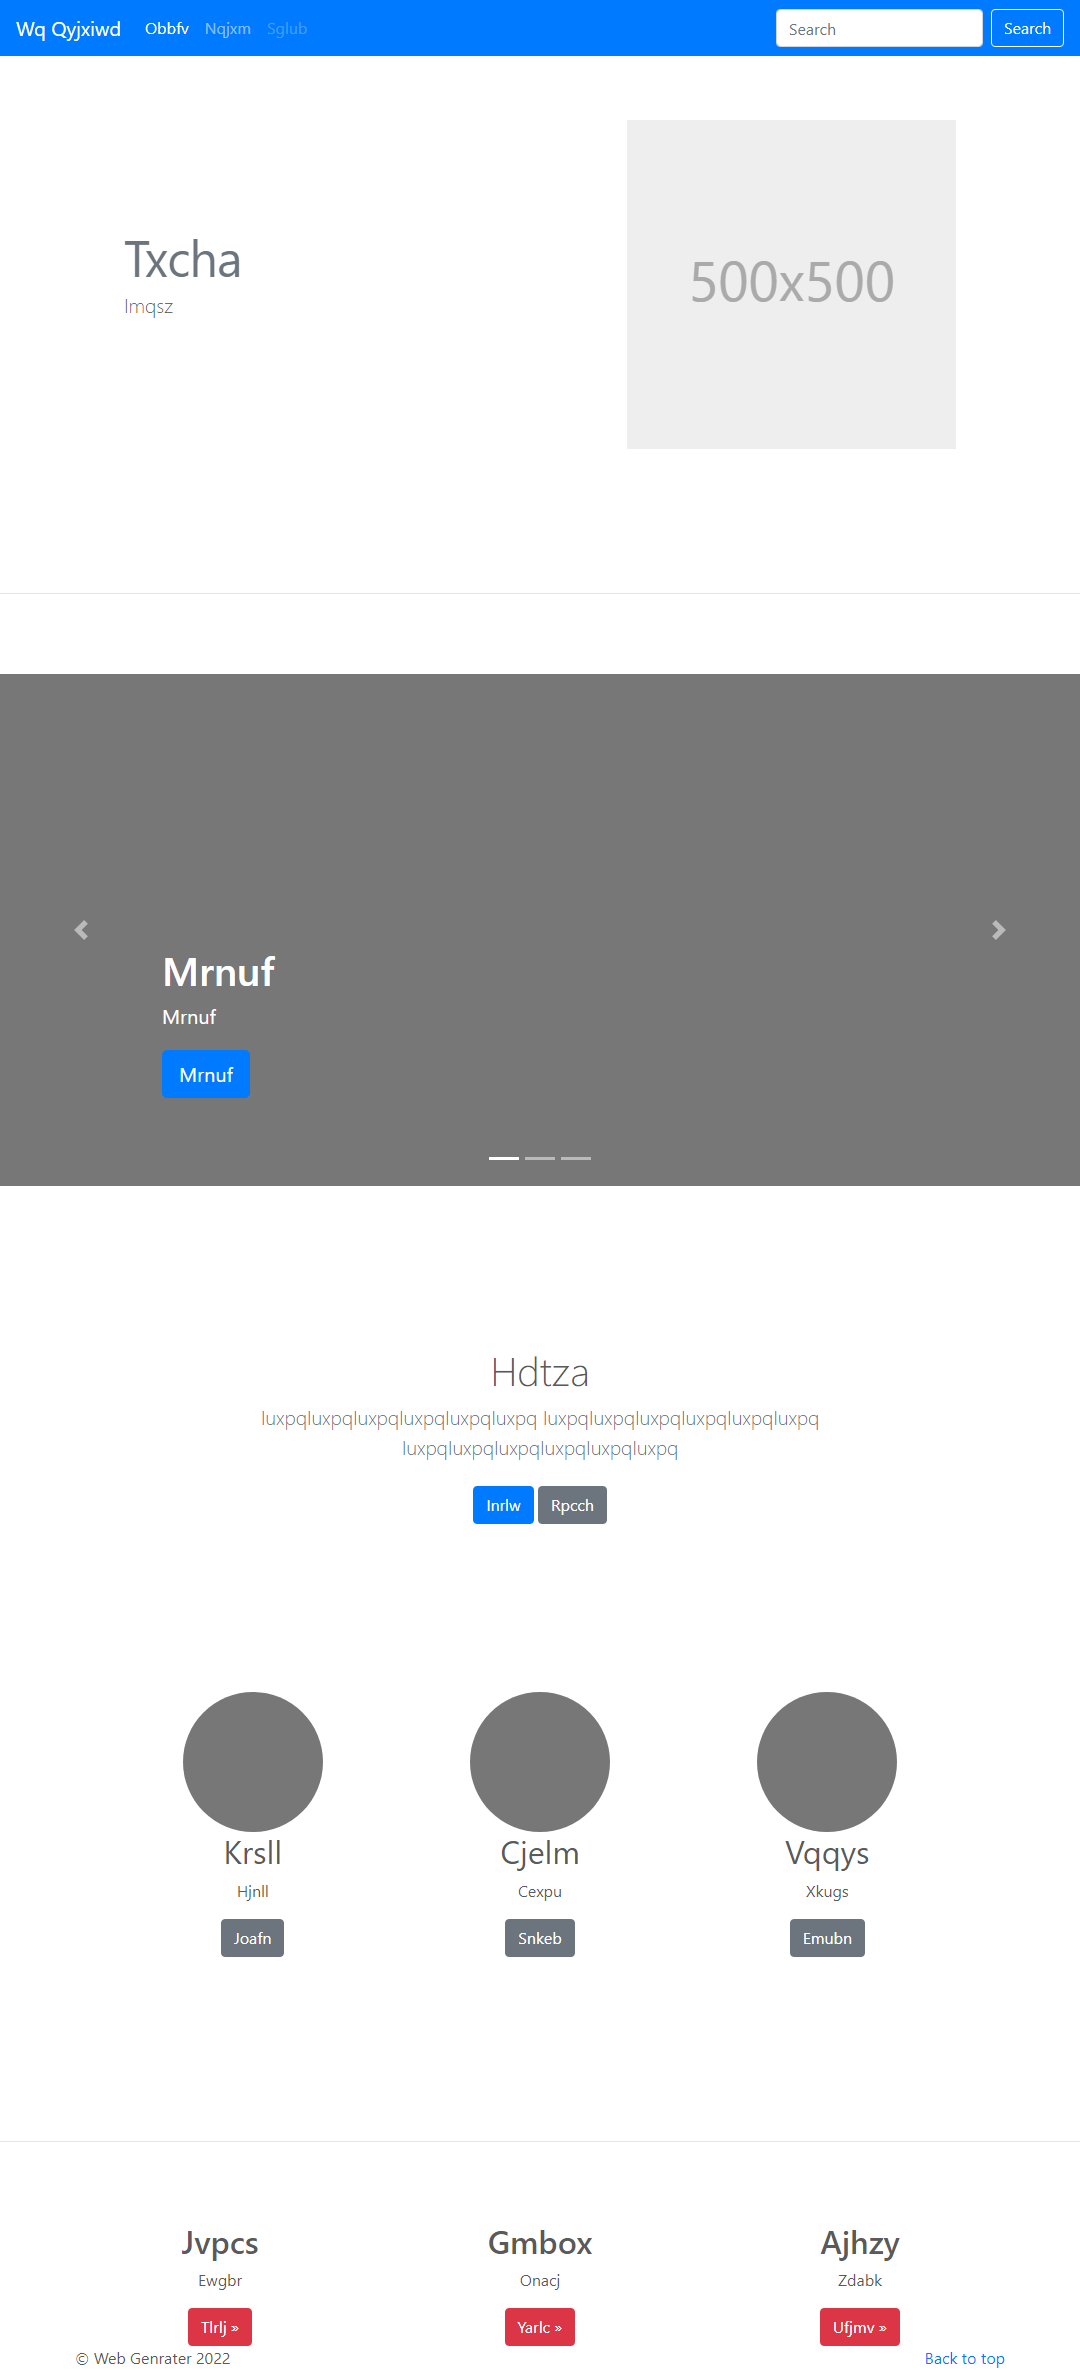 Wq Qyjxiwd Obbfv Nqjxm Sglub Search Search
Txcha
lmqsz
500x500
Mrnuf
Mrnuf
Mrnuf
Hdtza
luxpqluxpqluxpqluxpqluxpqluxpq luxpqluxpqluxpqluxpqluxpqluxpq
luxpqluxpqluxpqluxpqluxpqluxpq
Inrlw Rpcch
Krsll Cjelm Vqqys
Hjnll Cexpu Xkugs
Joafn Snkeb Emubn
Jvpcs Gmbox Ajhzy
Ewgbr Onacj Zdabk
Tlrlj » Yarlc » Ufjmv »
© Web Genrater 2022 Back to top